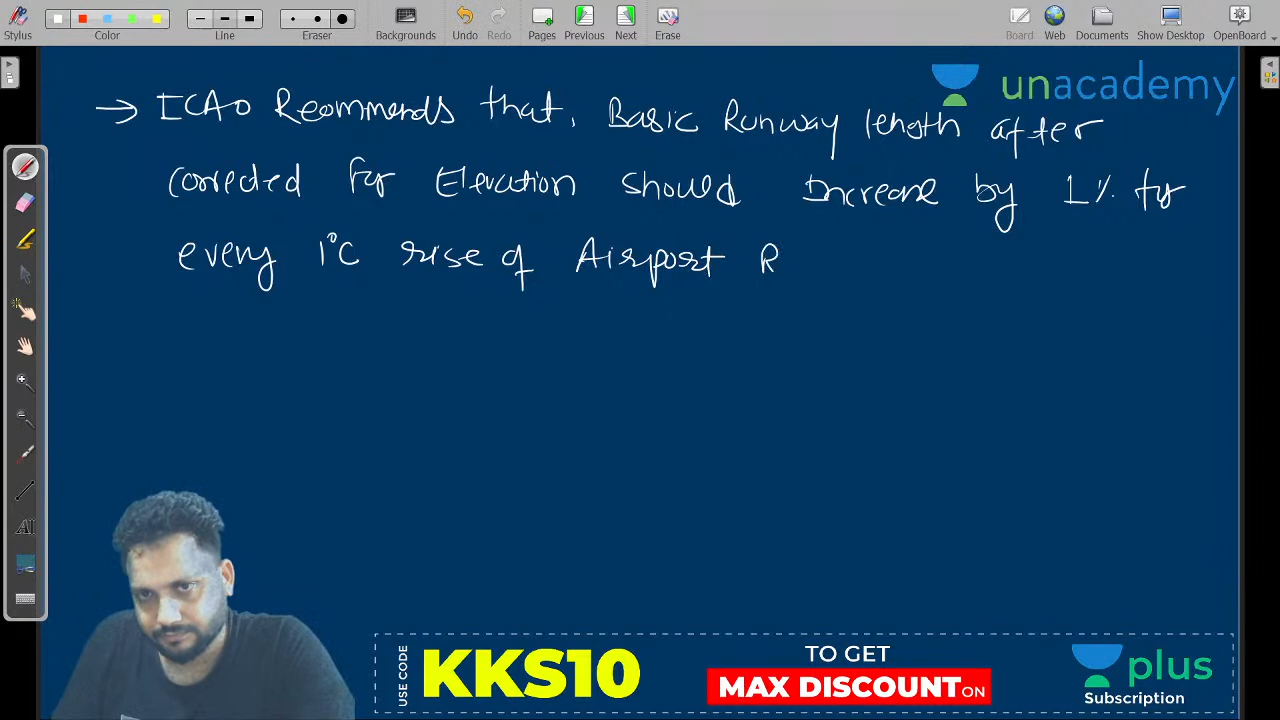 Stylus
Color
Line
Eraser
Backgrounds
Undo
Redo
Pages
Previous
Next
Erase
Board
Web
Documents
Show Desktop
OpenBoard
unacademy
→ ICAO Reommends that, Basic Runway length after
corrected for Elevation should Increase by 1% for
every 1°C rise of Airport R
USE CODE
KKS10
TO GET
MAX DISCOUNT ON
plus
Subscription